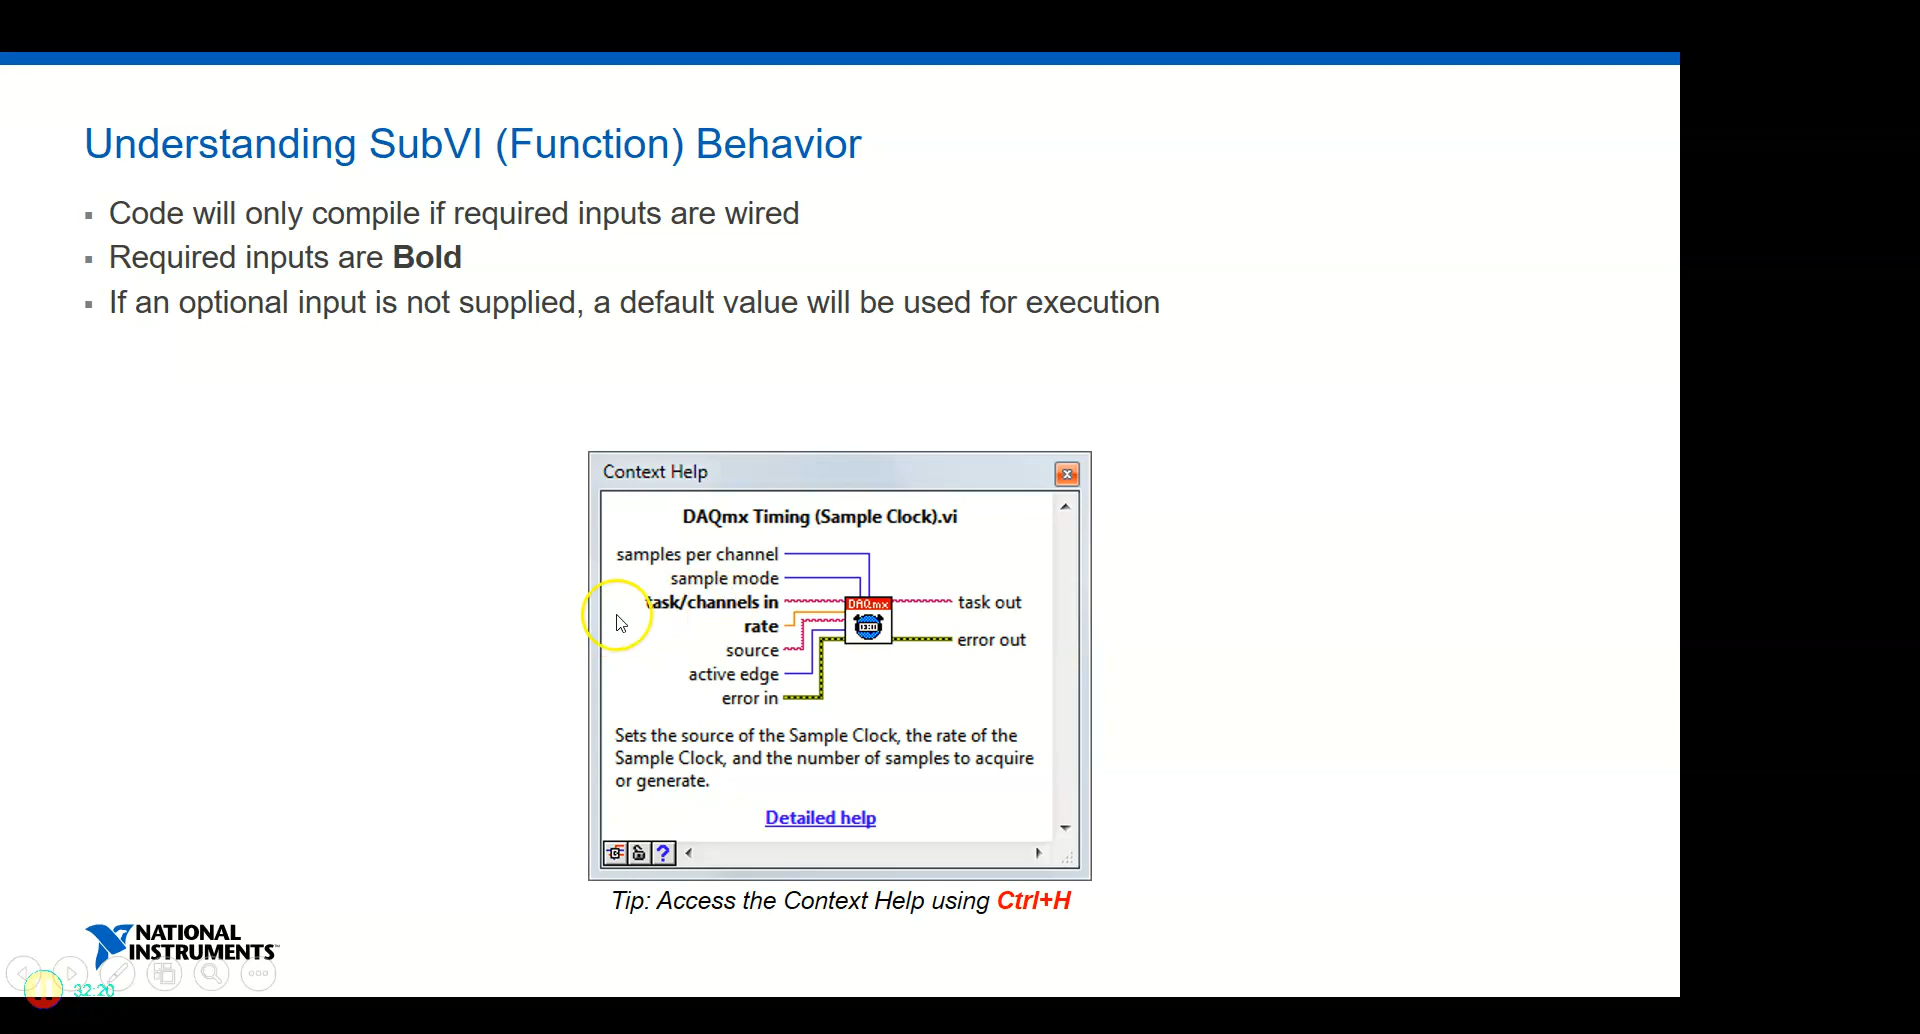 Understanding SubVI (Function) Behavior
▪ Code will only compile if required inputs are wired
▪ Required inputs are Bold
▪ If an optional input is not supplied, a default value will be used for execution
Context Help
DAQmx Timing (Sample Clock).vi
samples per channel
sample mode
task/channels in
rate
source
active edge
error in
DAQmx
task out
error out
Sets the source of the Sample Clock, the rate of the
Sample Clock, and the number of samples to acquire
or generate.
Detailed help
?
Tip: Access the Context Help using Ctrl+H
NATIONAL
INSTRUMENTS™
32:20